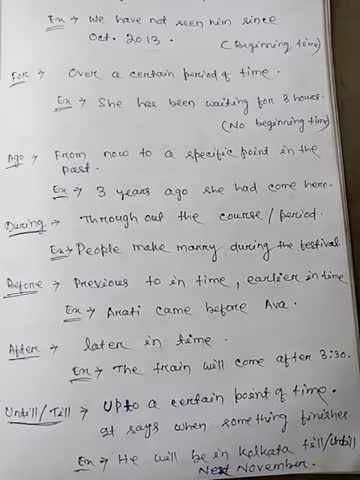 Ex → We have not seen him since
Oct. 2013.
(Beginning time)
For → Over a certain period of time.
Ex → She has been waiting for 3 hours.
(No beginning time)
Ago → From now to a specific point in the
past.
Ex → 3 years ago she had come here.
During → Through out the course/period.
Ex → People make marry during the festival
Before → Previous to in time, earlier in time
Ex → Arati came before Ava.
After → later in time.
Ex → The train will come after 3:30.
Untill/Till → Upto a certain point of time.
It says when something finishes
Ex → He will be in Kolkata till/Untill
Next November.